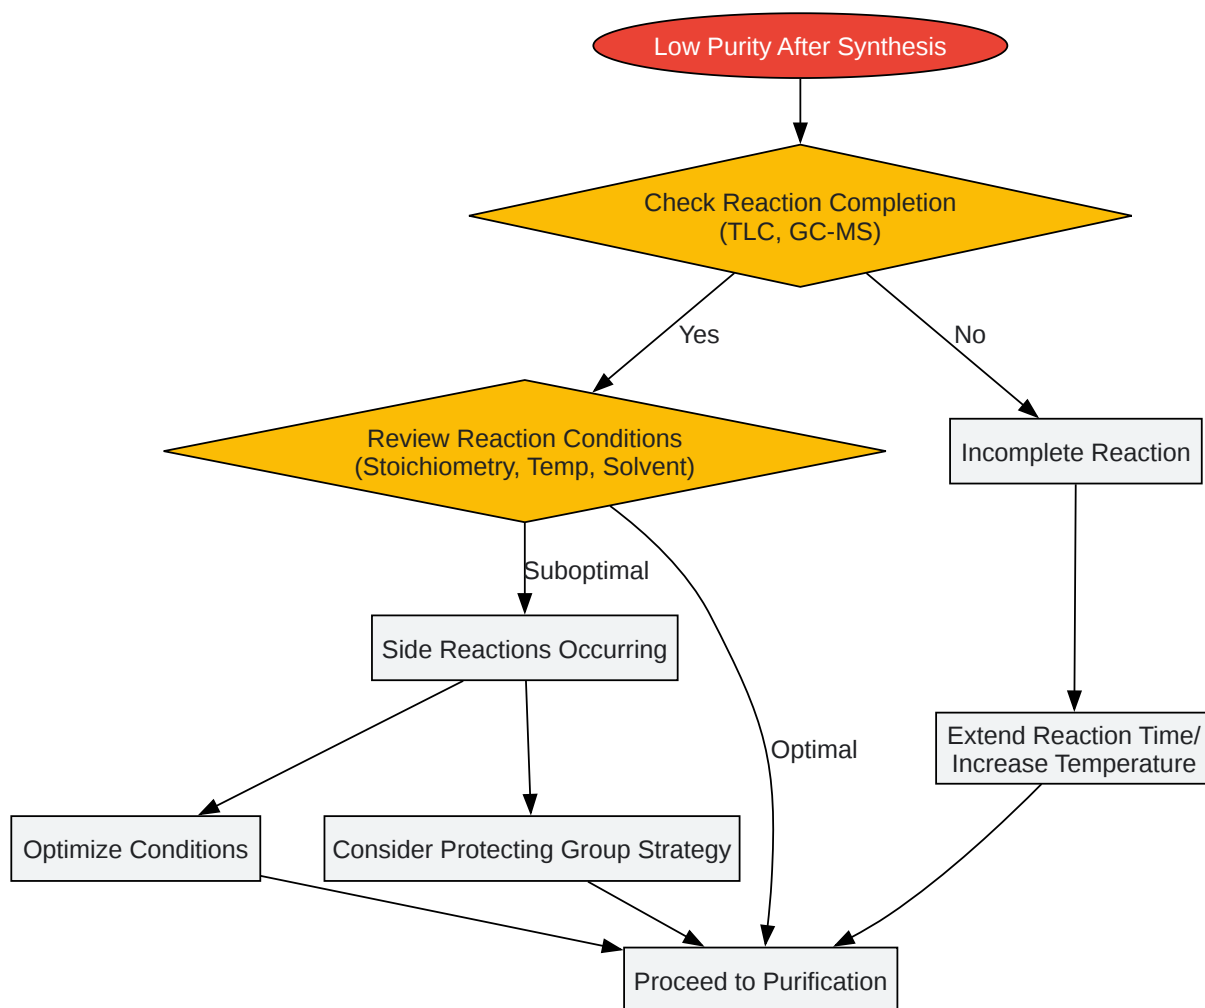 Low Purity After Synthesis
Check Reaction Completion
(TLC, GC-MS)
Yes
No
Review Reaction Conditions
(Stoichiometry, Temp, Solvent)
Incomplete Reaction
Suboptimal
Side Reactions Occurring
Optimal
Extend Reaction Time/
Increase Temperature
Optimize Conditions
Consider Protecting Group Strategy
Proceed to Purification